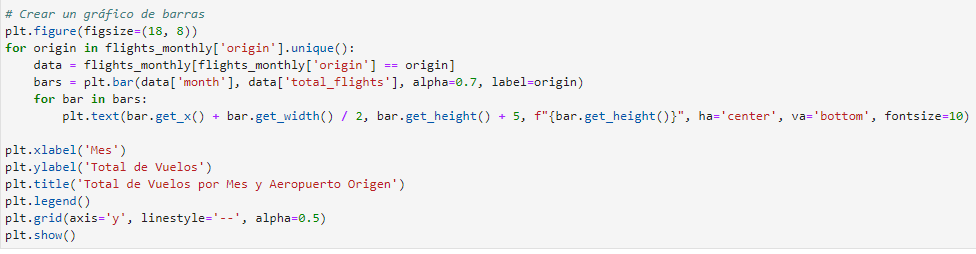 # Crear un gráfico de barras
plt.figure(figsize=(18, 8))
for origin in flights_monthly['origin'].unique():
    data = flights_monthly[flights_monthly['origin'] == origin]
    bars = plt.bar(data['month'], data['total_flights'], alpha=0.7, label=origin)
    for bar in bars:
        plt.text(bar.get_x() + bar.get_width() / 2, bar.get_height() + 5, f"{bar.get_height()}", ha='center', va='bottom', fontsize=10)

plt.xlabel('Mes')
plt.ylabel('Total de Vuelos')
plt.title('Total de Vuelos por Mes y Aeropuerto Origen')
plt.legend()
plt.grid(axis='y', linestyle='--', alpha=0.5)
plt.show()